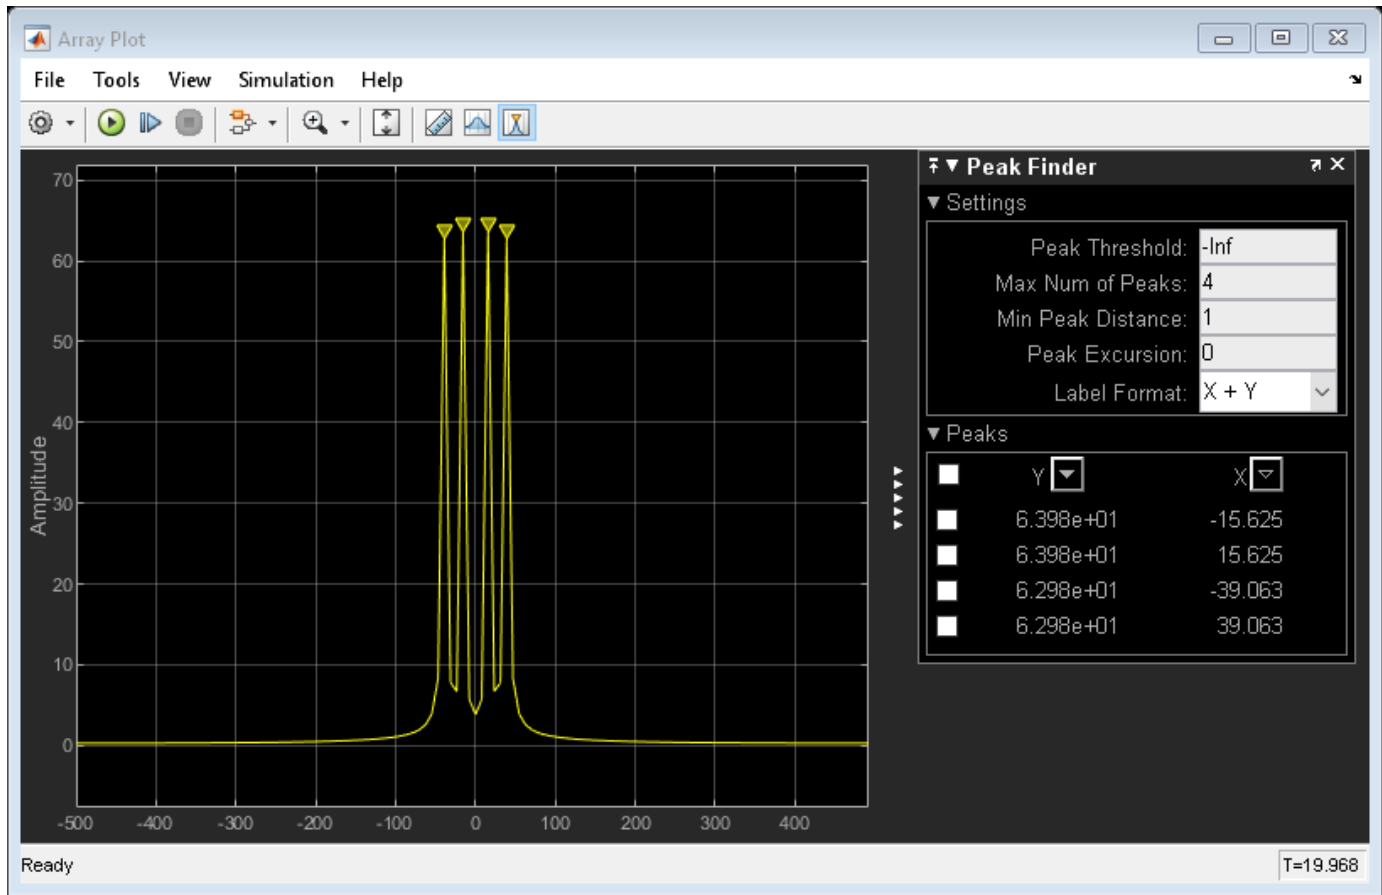 Array Plot
File Tools View Simulation Help
Peak Finder
Settings
Peak Threshold: -Inf
Max Num of Peaks: 4
Min Peak Distance: 1
Peak Excursion: 0
Label Format: X + Y
Peaks
Y X
6.398e+01 -15.625
6.398e+01 15.625
6.298e+01 -39.063
6.298e+01 39.063
70
60
50
40
30
20
10
0
Amplitude
-500 -400 -300 -200 -100 0 100 200 300 400
Ready T=19.968